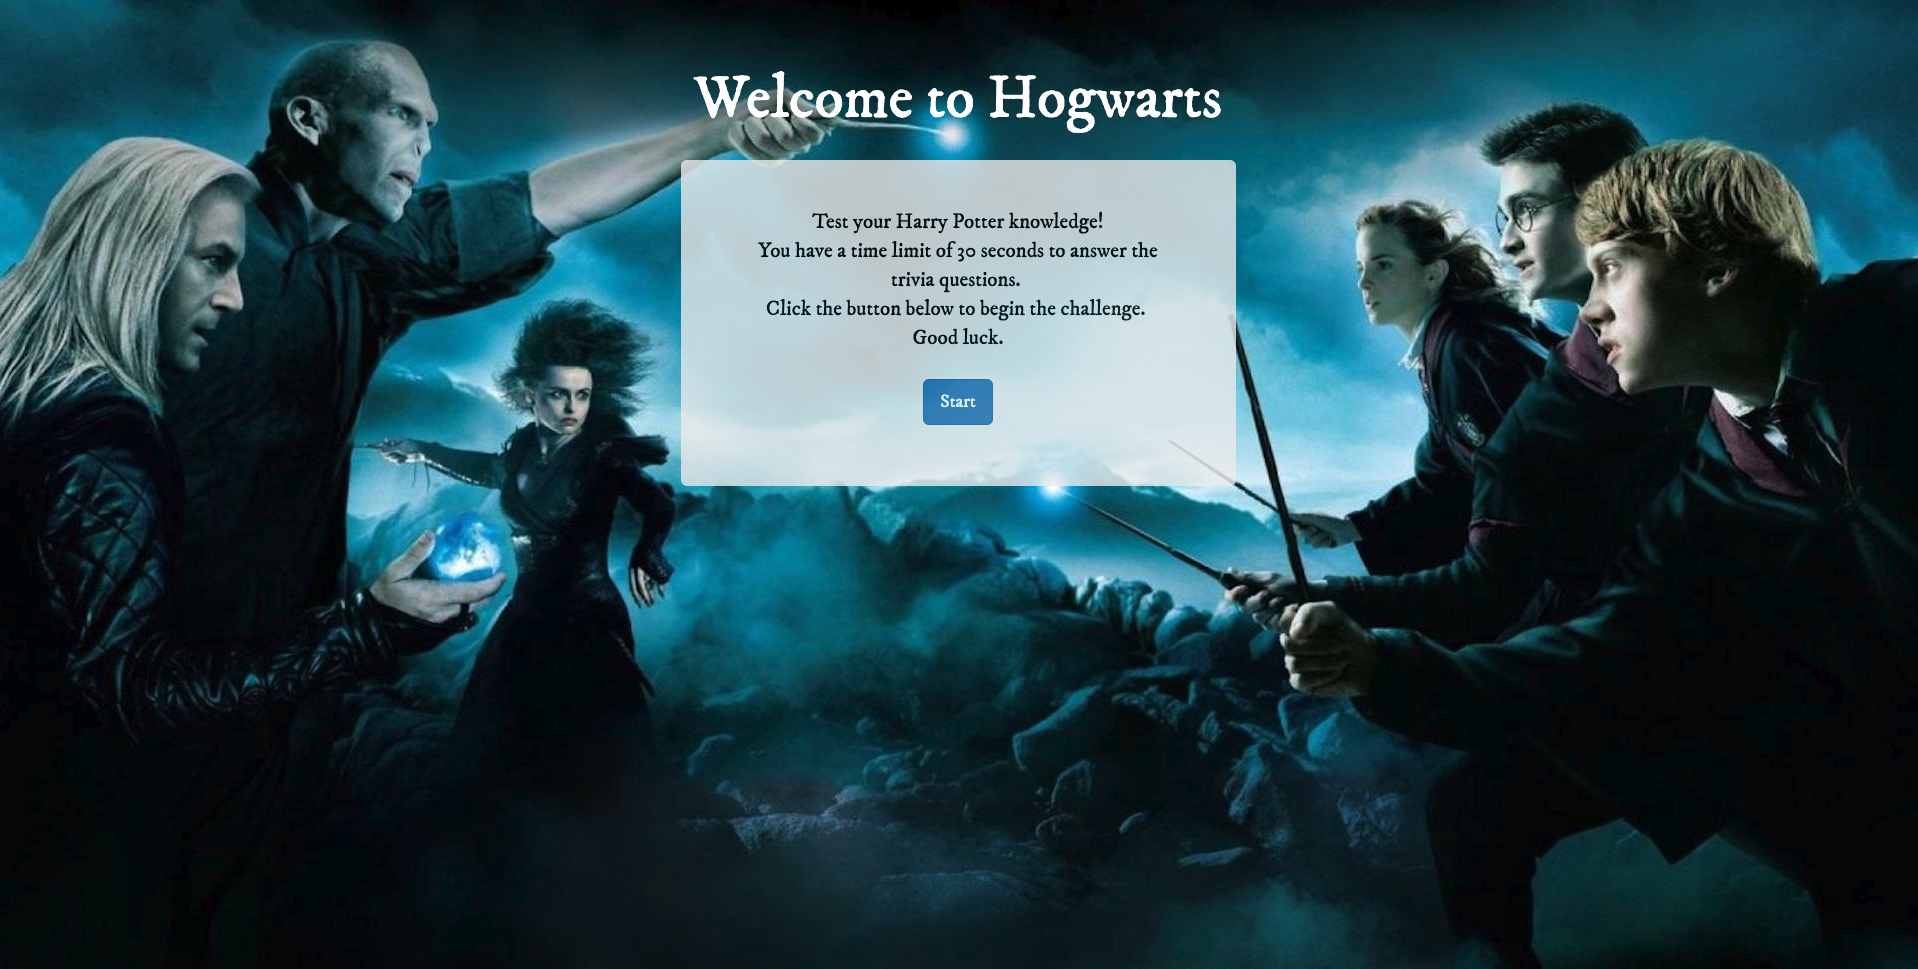 Welcome to Hogwarts
Test your Harry Potter knowledge!
You have a time limit of 30 seconds to answer the
trivia questions.
Click the button below to begin the challenge.
Good luck.
Start